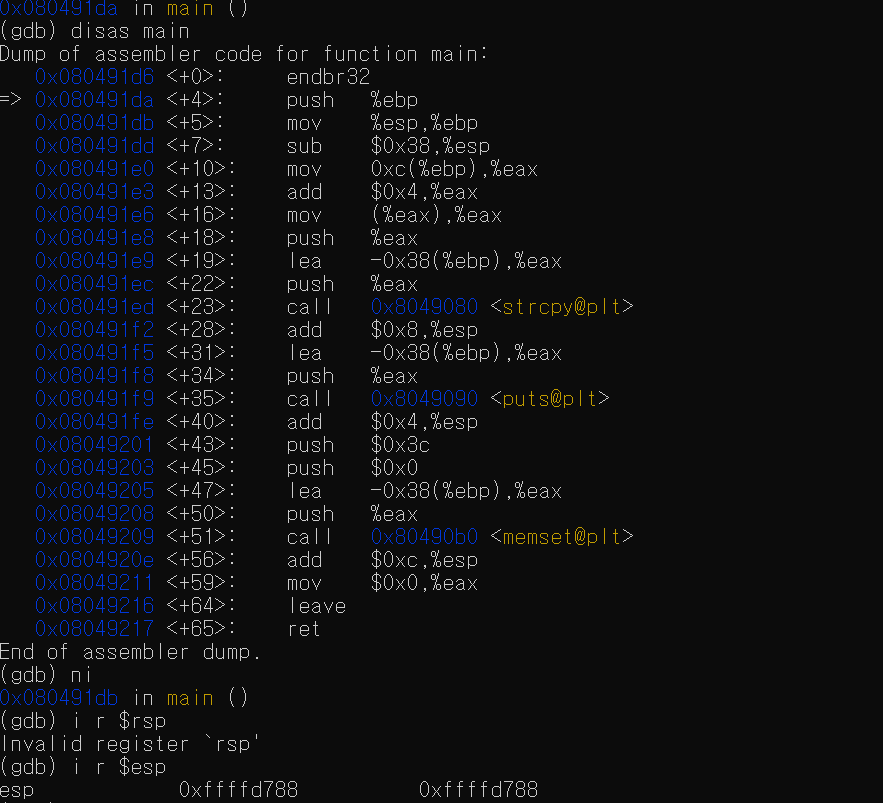 0x080491da in main ()
(gdb) disas main
Dump of assembler code for function main:
   0x080491d6 <+0>:     endbr32
=> 0x080491da <+4>:     push   %ebp
   0x080491db <+5>:     mov    %esp,%ebp
   0x080491dd <+7>:     sub    $0x38,%esp
   0x080491e0 <+10>:    mov    0xc(%ebp),%eax
   0x080491e3 <+13>:    add    $0x4,%eax
   0x080491e6 <+16>:    mov    (%eax),%eax
   0x080491e8 <+18>:    push   %eax
   0x080491e9 <+19>:    lea    -0x38(%ebp),%eax
   0x080491ec <+22>:    push   %eax
   0x080491ed <+23>:    call   0x8049080 <strcpy@plt>
   0x080491f2 <+28>:    add    $0x8,%esp
   0x080491f5 <+31>:    lea    -0x38(%ebp),%eax
   0x080491f8 <+34>:    push   %eax
   0x080491f9 <+35>:    call   0x8049090 <puts@plt>
   0x080491fe <+40>:    add    $0x4,%esp
   0x08049201 <+43>:    push   $0x3c
   0x08049203 <+45>:    push   $0x0
   0x08049205 <+47>:    lea    -0x38(%ebp),%eax
   0x08049208 <+50>:    push   %eax
   0x08049209 <+51>:    call   0x80490b0 <memset@plt>
   0x0804920e <+56>:    add    $0xc,%esp
   0x08049211 <+59>:    mov    $0x0,%eax
   0x08049216 <+64>:    leave
   0x08049217 <+65>:    ret
End of assembler dump.
(gdb) ni
0x080491db in main ()
(gdb) i r $rsp
Invalid register `rsp'
(gdb) i r $esp
esp            0xffffd788          0xffffd788